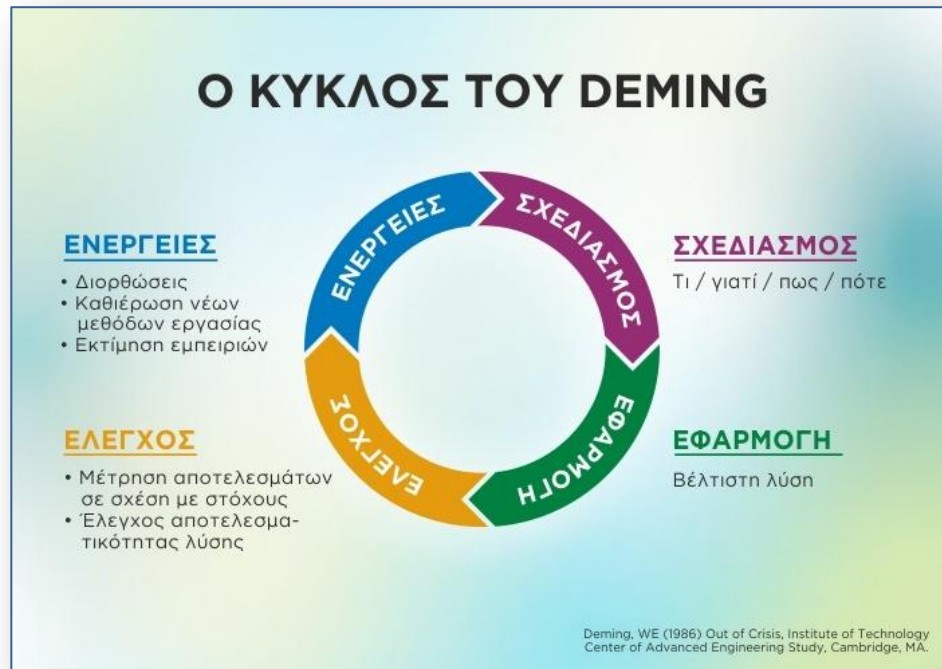 Ο ΚΥΚΛΟΣ ΤΟΥ DEMING
ΕΝΕΡΓΕΙΕΣ
ΣΧΕΔΙΑΣΜΟΣ
ΕΦΑΡΜΟΓΗ
ΕΛΕΓΧΟΣ
ΕΝΕΡΓΕΙΕΣ
• Διορθώσεις
• Καθιέρωση νέων
μεθόδων εργασίας
• Εκτίμηση εμπειριών
ΣΧΕΔΙΑΣΜΟΣ
Τι / γιατί / πως / πότε
ΕΛΕΓΧΟΣ
• Μέτρηση αποτελεσμάτων
σε σχέση με στόχους
• Έλεγχος αποτελεσμα-
τικότητας λύσης
ΕΦΑΡΜΟΓΗ
Βέλτιστη λύση
Deming, WE (1986) Out of Crisis, Institute of Technology
Center of Advanced Engineering Study, Cambridge, MA.